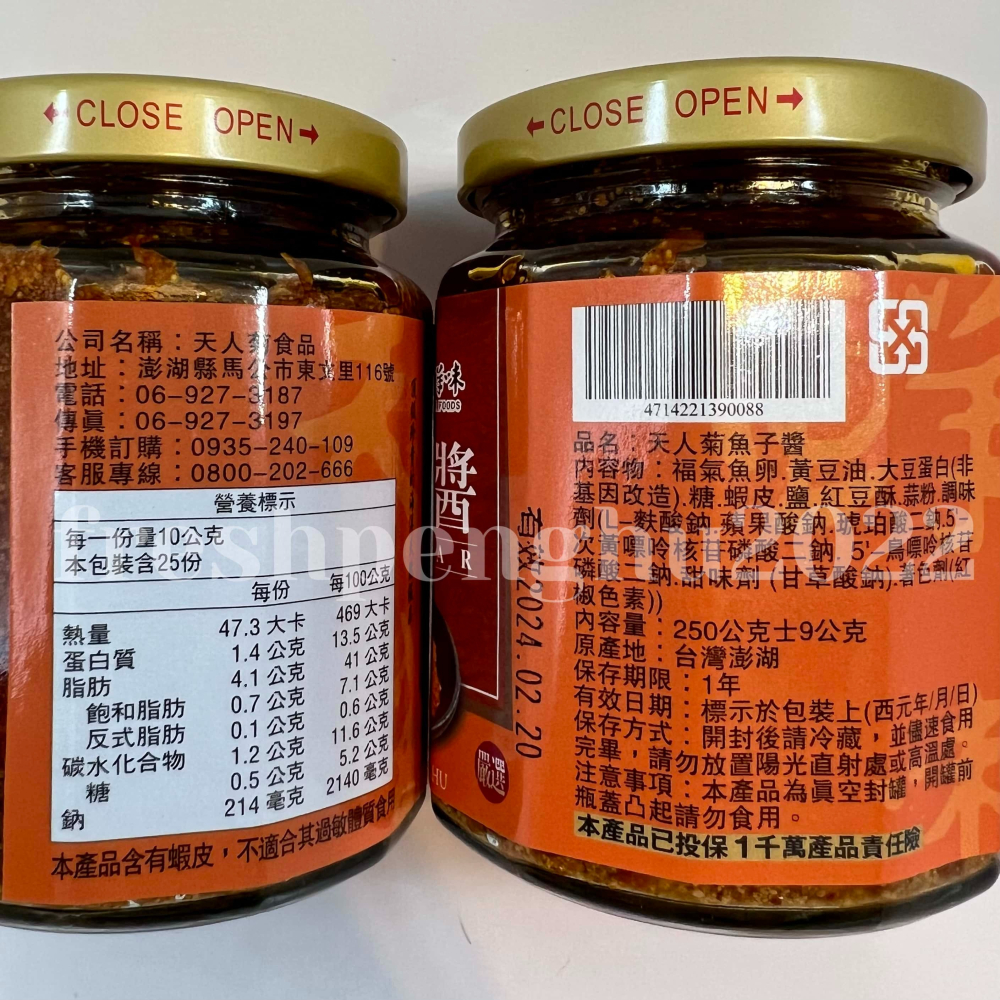 CLOSE OPEN
公司名稱：天人菊食品
地址：澎湖縣馬公市東文里116號
電話：06-927-3187
傳眞：06-927-3197
手機訂購：0935-240-109
客服專線：0800-202-666
營養標示
每一份量10公克
本包裝含25份
每份 每100公克
熱量 47.3 大卡 469 大卡
蛋白質 1.4 公克 13.5 公克
脂肪 4.1 公克 41 公克
飽和脂肪 0.7 公克 7.1 公克
反式脂肪 0.1 公克 0.6 公克
碳水化合物 1.2 公克 11.6 公克
糖 0.5 公克 5.2 公克
鈉 214 毫克 2140 毫克
本產品含有蝦皮，不適合其過敏體質食用
CLOSE OPEN
味
FOODS
醬
AR
HU
嚴選
有效2024.02.20
4714221390088
品名：天人菊魚子醬
內容物：福氣魚卵.黃豆油.大豆蛋白(非
基因改造).糖.蝦皮.鹽.紅豆酥.蒜粉.調味
劑(L-麩酸鈉.蘋果酸鈉.琥珀酸二鈉.5-
次黃嘌呤核苷磷酸二鈉.5'-鳥嘌呤核苷
磷酸二鈉.甜味劑(甘草酸鈉).著色劑(紅
椒色素))
內容量：250公克士9公克
原產地：台灣澎湖
保存期限：1年
有效日期：標示於包裝上(西元年/月/日)
保存方式：開封後請冷藏，並儘速食用
完畢，請勿放置陽光直射處或高溫處。
注意事項：本產品為眞空封罐，開罐前
瓶蓋凸起請勿食用。
本產品已投保1千萬產品責任險
freshpenghu2022